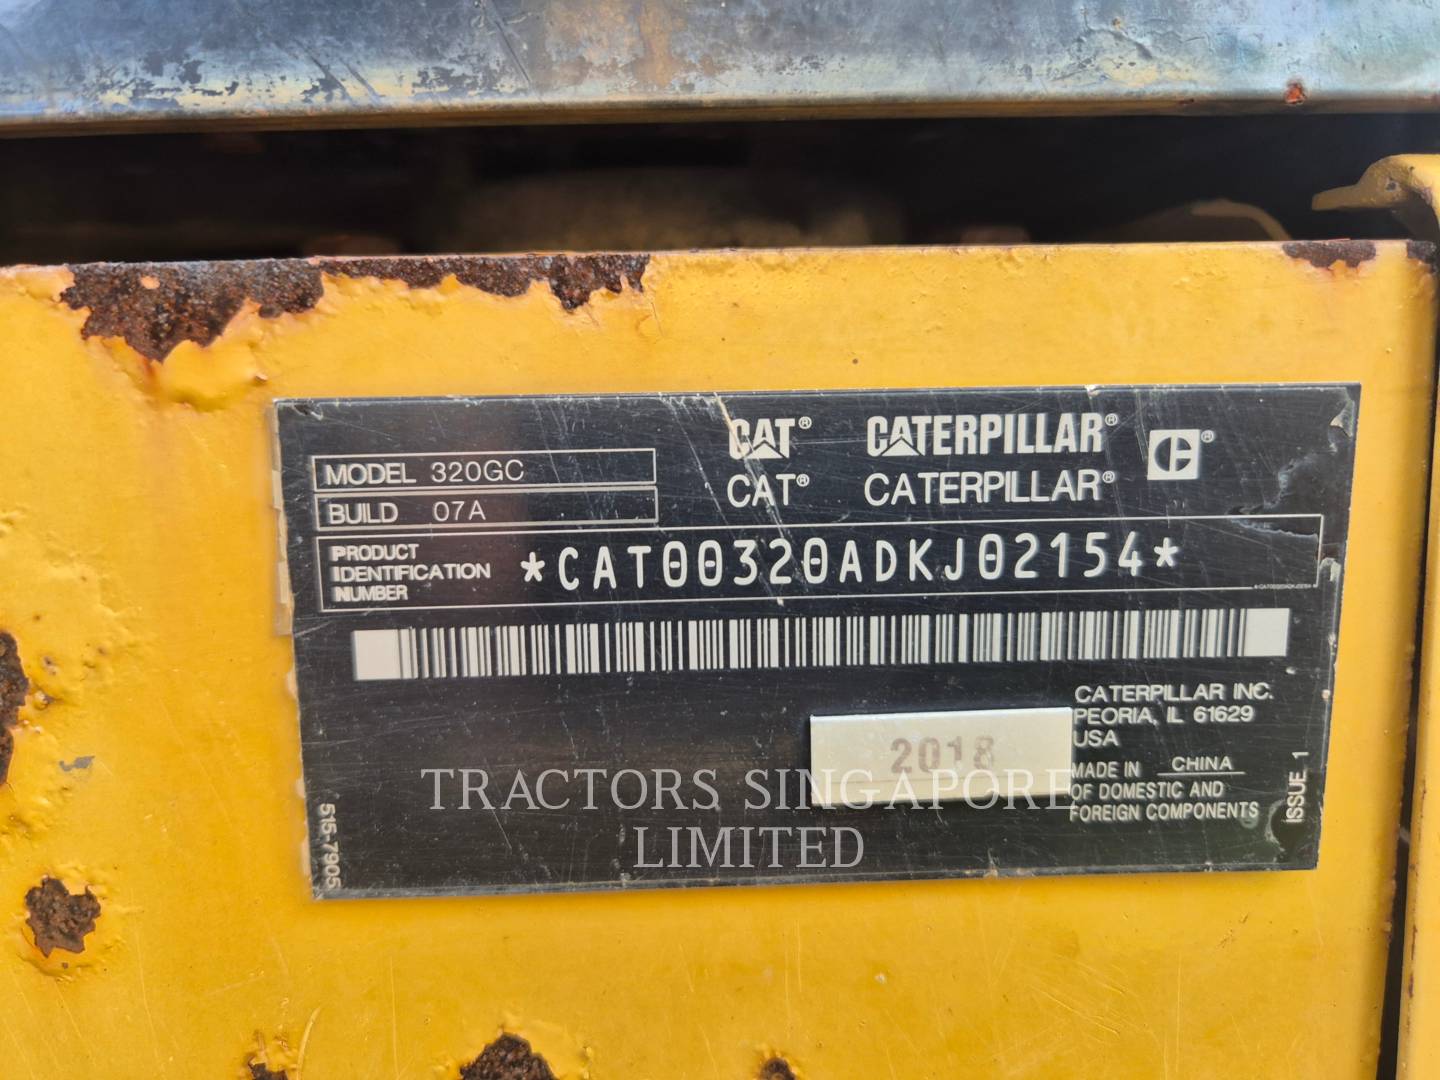 MODEL 320GC
BUILD 07A
CAT® CATERPILLAR®
CAT® CATERPILLAR®
PRODUCT
IDENTIFICATION
NUMBER
*CAT00320ADKJ02154*
CATERPILLAR INC.
PEORIA, IL 61629
USA
2018
MADE IN CHINA
OF DOMESTIC AND
FOREIGN COMPONENTS
ISSUE 1
515-7905
TRACTORS SINGAPORE
LIMITED